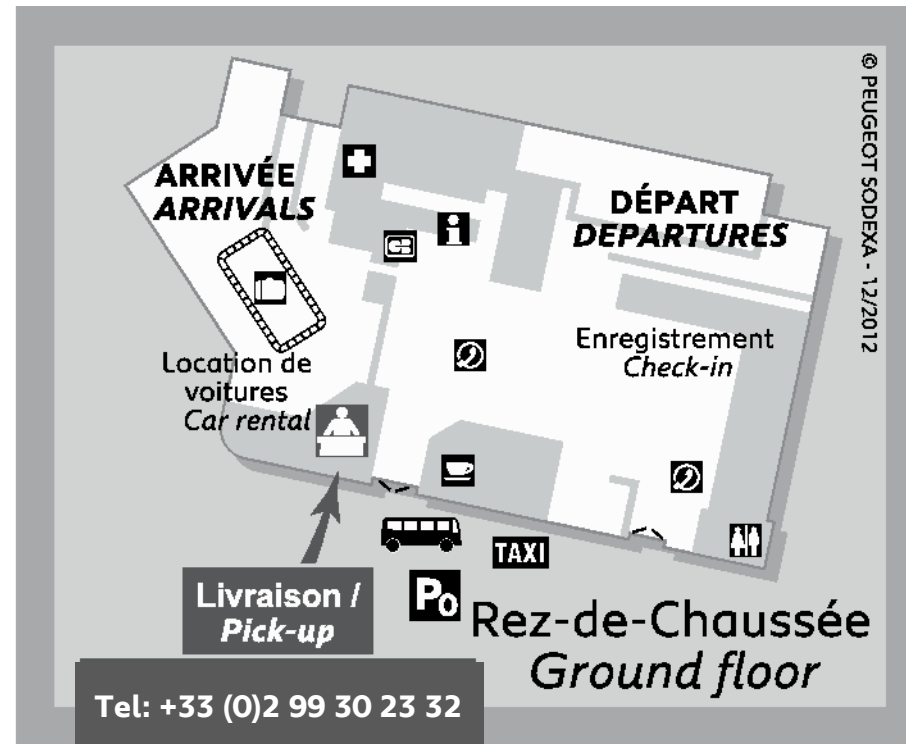 © PEUGEOT SODEXA - 12/2012
ARRIVÉE
ARRIVALS
DÉPART
DEPARTURES
Enregistrement
Check-in
Location de
voitures
Car rental
TAXI
P0
Livraison /
Pick-up
Rez-de-Chaussée
Ground floor
Tel: +33 (0)2 99 30 23 32